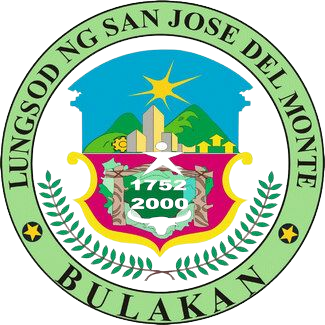 LUNGSOD NG SAN JOSE DEL MONTE
1752
2000
BULAKAN